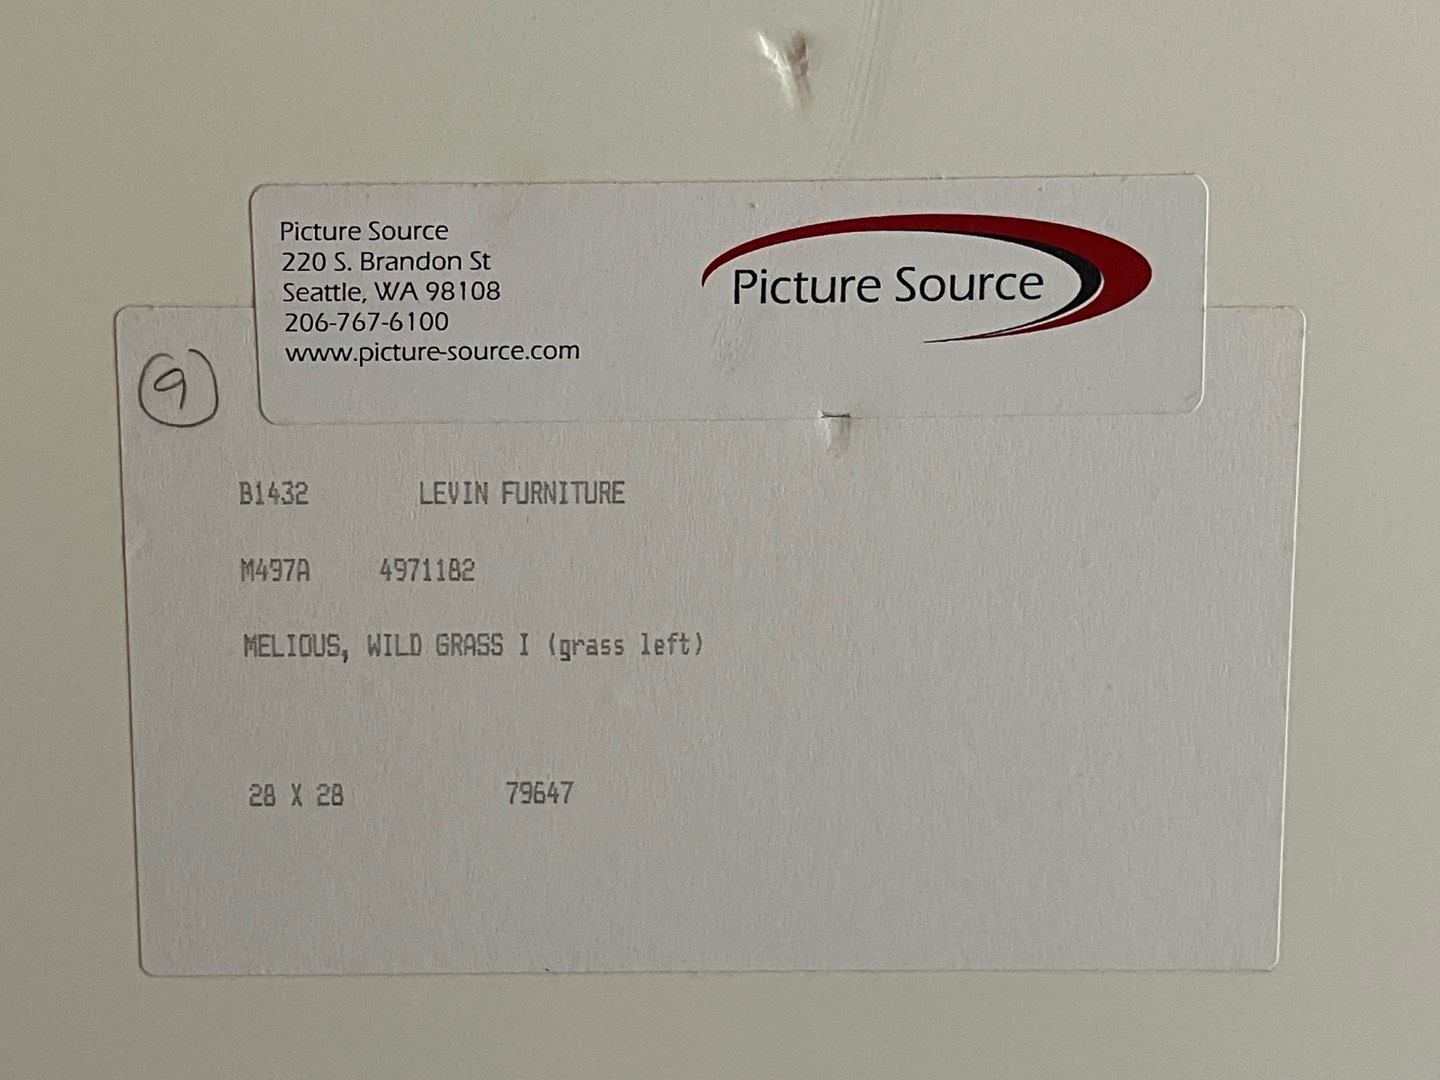 Picture Source
220 S. Brandon St
Seattle, WA 98108
206-767-6100
www.picture-source.com
Picture Source
9
B1432 LEVIN FURNITURE
M497A 4971182
MELIOUS, WILD GRASS I (grass left)
28 X 28 79647